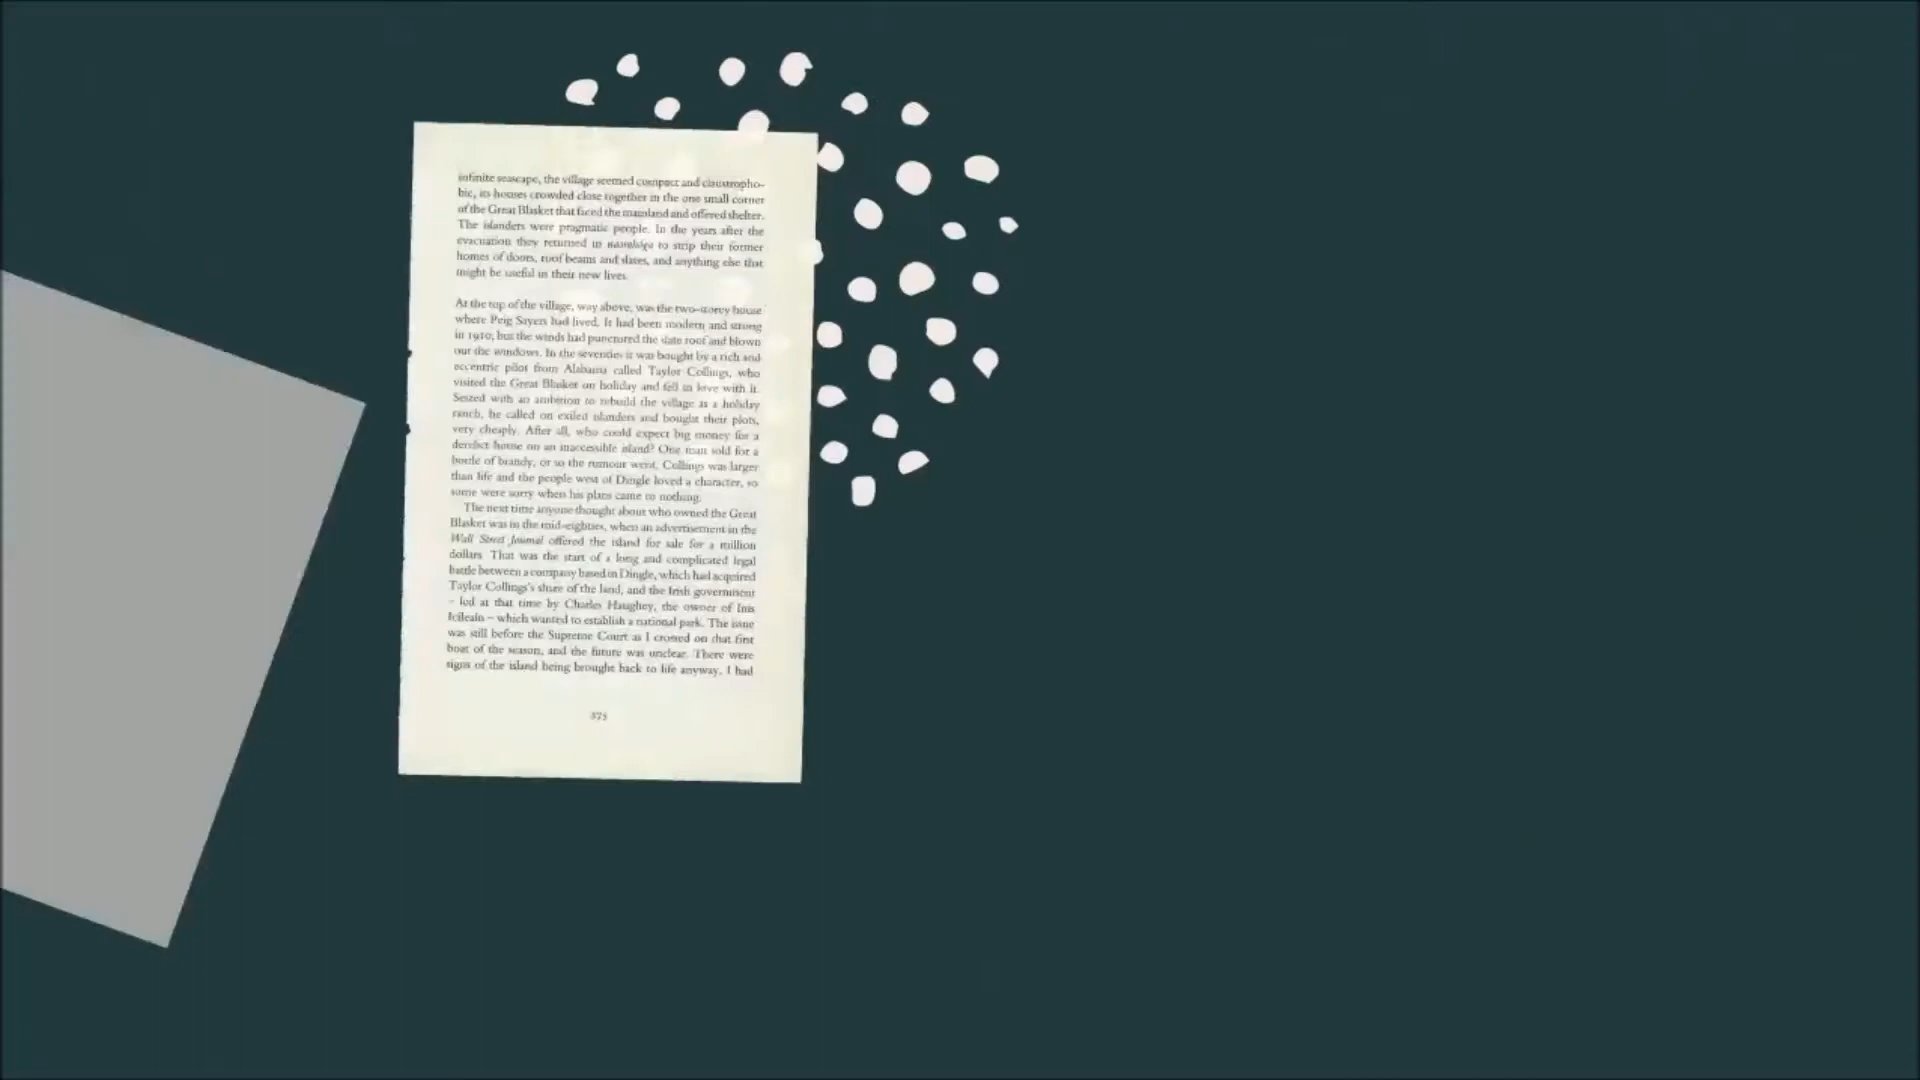 infinite seascape, the village seemed compact and claustropho-
bic, its houses crowded close together in the one small corner
of the Great Blasket that faced the mainland and offered shelter.
The islanders were pragmatic people. In the years after the
evacuation they returned in naomhóga to strip their former
homes of doors, roof beams and slates, and anything else that
might be useful in their new lives.
At the top of the village, way above, was the two-storey house
where Peig Sayers had lived. It had been modern and strong
in 1910, but the winds had punctured the slate roof and blown
out the windows. In the seventies it was bought by a rich and
eccentric pilot from Alabama called Taylor Collings, who
visited the Great Blasket on holiday and fell in love with it.
Seized with an ambition to rebuild the village as a holiday
ranch, he called on exiled islanders and bought their plots,
very cheaply. After all, who could expect big money for a
derelict home on an inaccessible island? One man sold for a
bottle of brandy, or so the rumour went. Collings was larger
than life and the people west of Dingle loved a character, so
some were sorry when his plans came to nothing.
The next time anyone thought about who owned the Great
Blasket was in the mid-eighties, when an advertisement in the
Wall Street Journal offered the island for sale for a million
dollars. That was the start of a long and complicated legal
battle between a company based in Dingle, which had acquired
Taylor Collings's share of the land, and the Irish government
– led at that time by Charles Haughey, the owner of Inis
Icileáin – which wanted to establish a national park. The issue
was still before the Supreme Court as I crossed on that first
boat of the season, and the future was unclear. There were
signs of the island being brought back to life anyway. I had
275